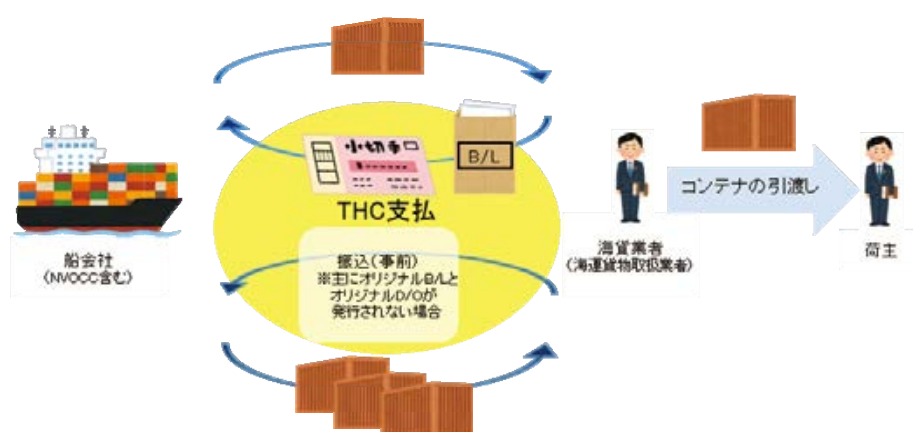 小切手
B/L
THC支払
コンテナの引渡し
船会社
(NVOCC含む)
振込(事前)
※主にオリジナルB/Lと
オリジナルD/Oが
発行されない場合
海貨業者
(海運貨物取扱業者)
荷主